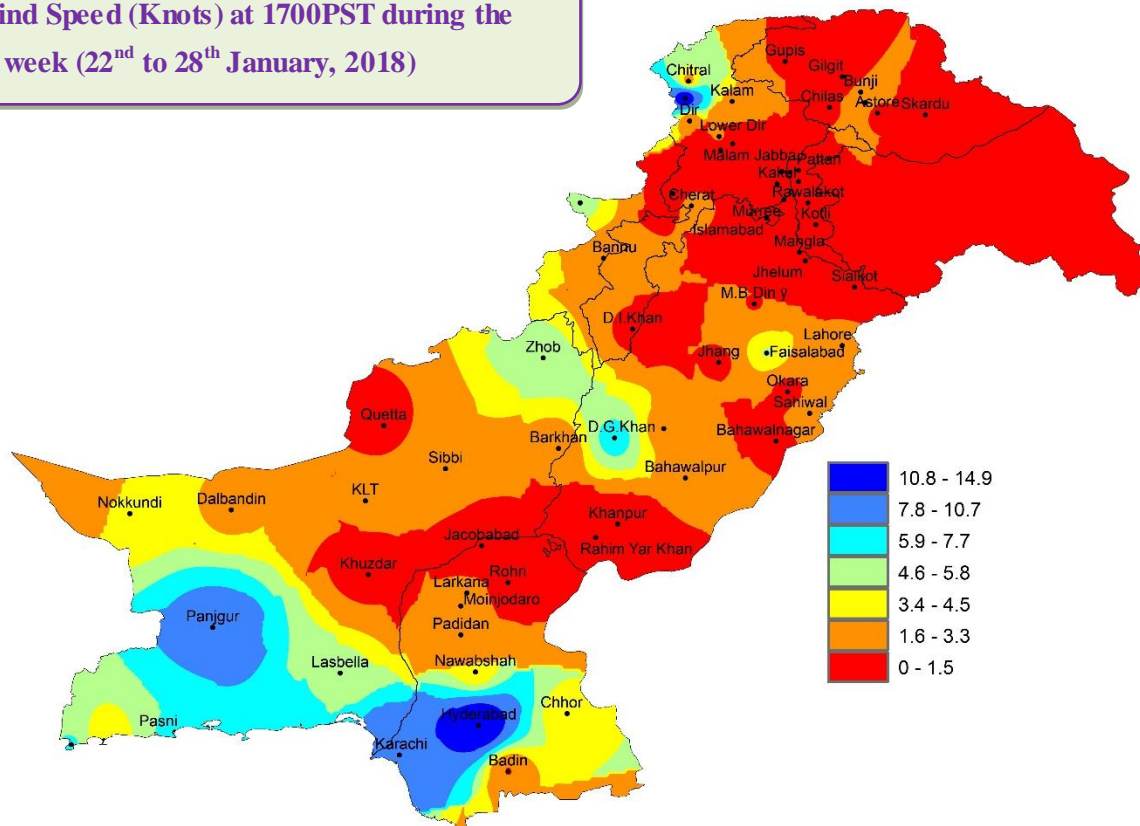 ind Speed (Knots) at 1700PST during the
week (22nd to 28th January, 2018)
Gupis
Gilgit
Chitral
Bunji
Kalam
Chilas
Astore Skardu
Dir
Lower Dir
Malam Jabba
Pattan
Kakul
Cherat
Rawalakot
Murree
Kotli
Islamabad
Mangla
Bannu
Jhelum
Sialkot
M.B Din ÿ
D.I.Khan
Lahore
Zhob
Jhang
Faisalabad
Okara
Sahiwal
Quetta
D.G.Khan
Bahawalnagar
Barkhan
Sibbi
Bahawalpur
KLT
Nokkundi
Dalbandin
Khanpur
Jacobabad
Rahim Yar Khan
Khuzdar
Rohri
Larkana
Moinjodaro
Panjgur
Padidan
Lasbella
Nawabshah
Chhor
Pasni
Hyderabad
Karachi
Badin
10.8 - 14.9
7.8 - 10.7
5.9 - 7.7
4.6 - 5.8
3.4 - 4.5
1.6 - 3.3
0 - 1.5